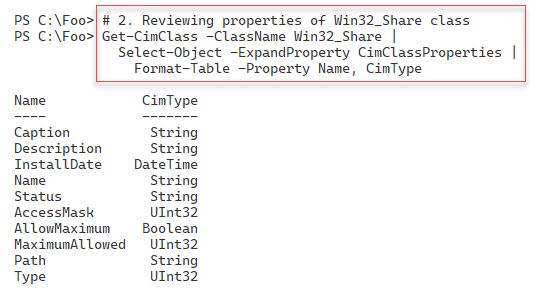 PS C:\Foo> # 2. Reviewing properties of Win32_Share class
PS C:\Foo> Get-CimClass -ClassName Win32_Share |
Select-Object -ExpandProperty CimClassProperties |
Format-Table -Property Name, CimType
Name CimType
---- -------
Caption String
Description String
InstallDate DateTime
Name String
Status String
AccessMask UInt32
AllowMaximum Boolean
MaximumAllowed UInt32
Path String
Type UInt32